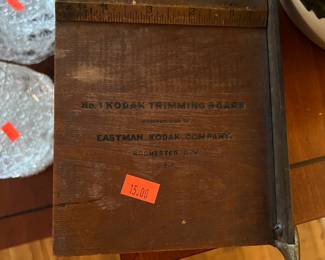 No. 1 KODAK TRIMMING BOARD
EASTMAN KODAK COMPANY,
ROCHESTER, N.Y.
15.00